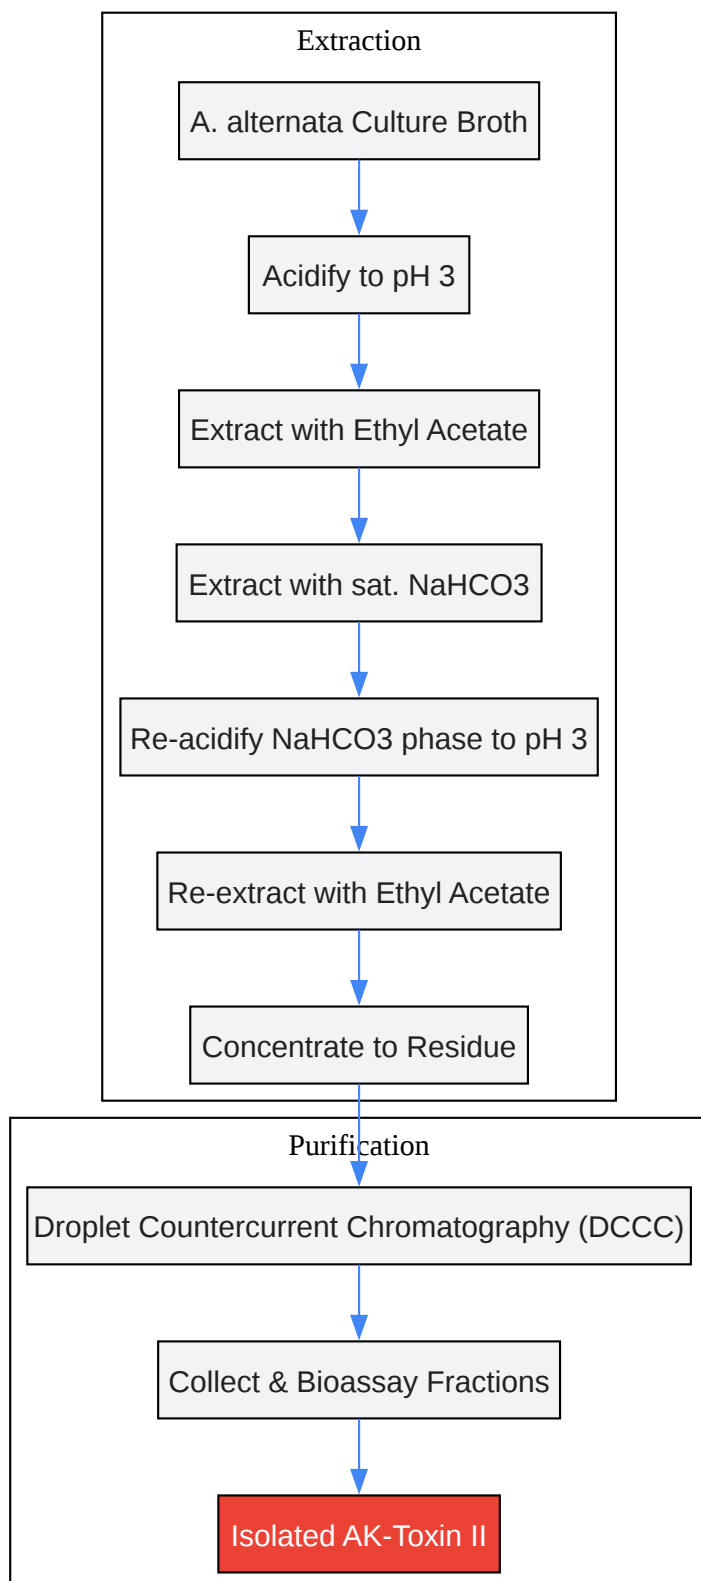 Extraction
A. alternata Culture Broth
Acidify to pH 3
Extract with Ethyl Acetate
Extract with sat. NaHCO3
Re-acidify NaHCO3 phase to pH 3
Re-extract with Ethyl Acetate
Concentrate to Residue
Purification
Droplet Countercurrent Chromatography (DCCC)
Collect & Bioassay Fractions
Isolated AK-Toxin II